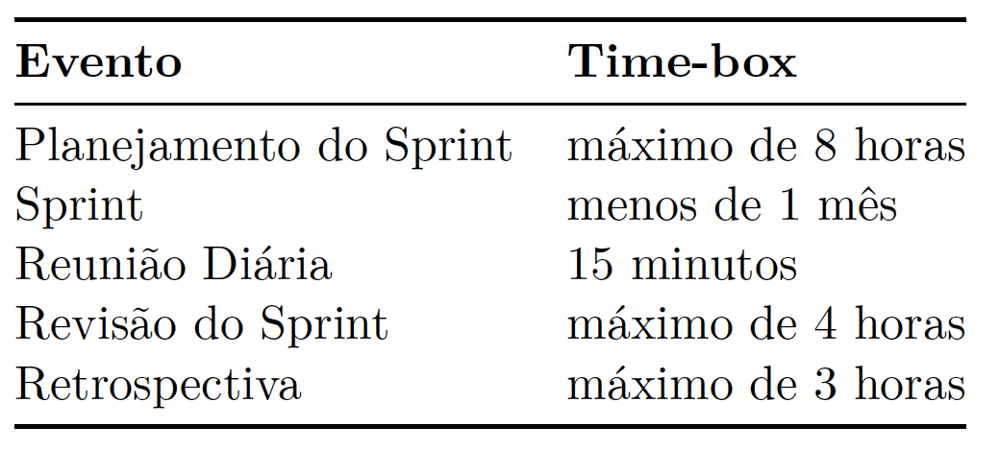 Evento Time-box
Planejamento do Sprint máximo de 8 horas
Sprint menos de 1 mês
Reunião Diária 15 minutos
Revisão do Sprint máximo de 4 horas
Retrospectiva máximo de 3 horas